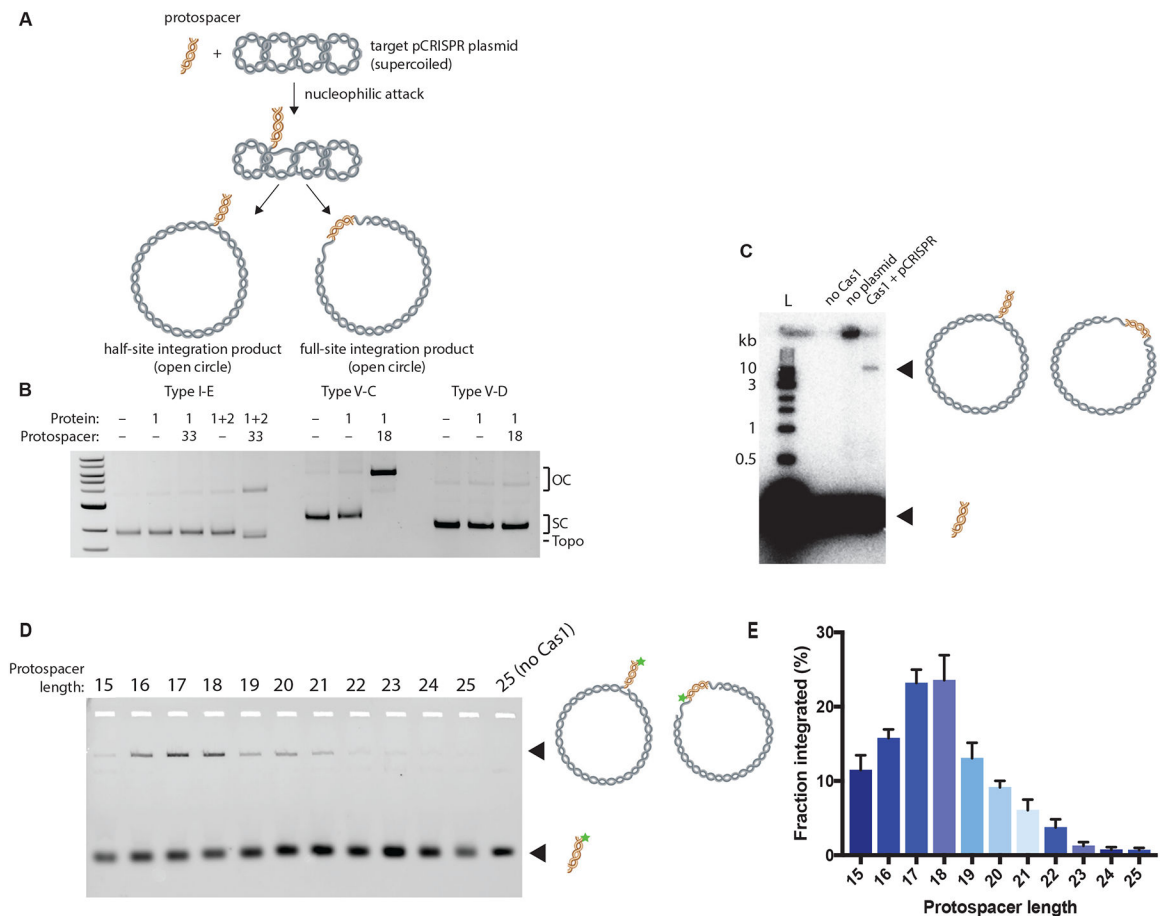 A
protospacer
+
target pCRISPR plasmid
(supercoiled)
nucleophilic attack
half-site integration product
(open circle)
full-site integration product
(open circle)
B
Type I-E
Type V-C
Type V-D
Protein: – 1 1 1+2 1+2 – 1 1 – 1 1
Protospacer: – – 33 – 33 – – 18 – – 18
OC
SC
Topo
C
L
no Cas1
no plasmid
Cas1 + pCRISPR
kb
10
3
1
0.5
D
Protospacer
length: 15 16 17 18 19 20 21 22 23 24 25 25 (no Cas1)
E
Fraction integrated (%)
30
20
10
0
15 16 17 18 19 20 21 22 23 24 25
Protospacer length